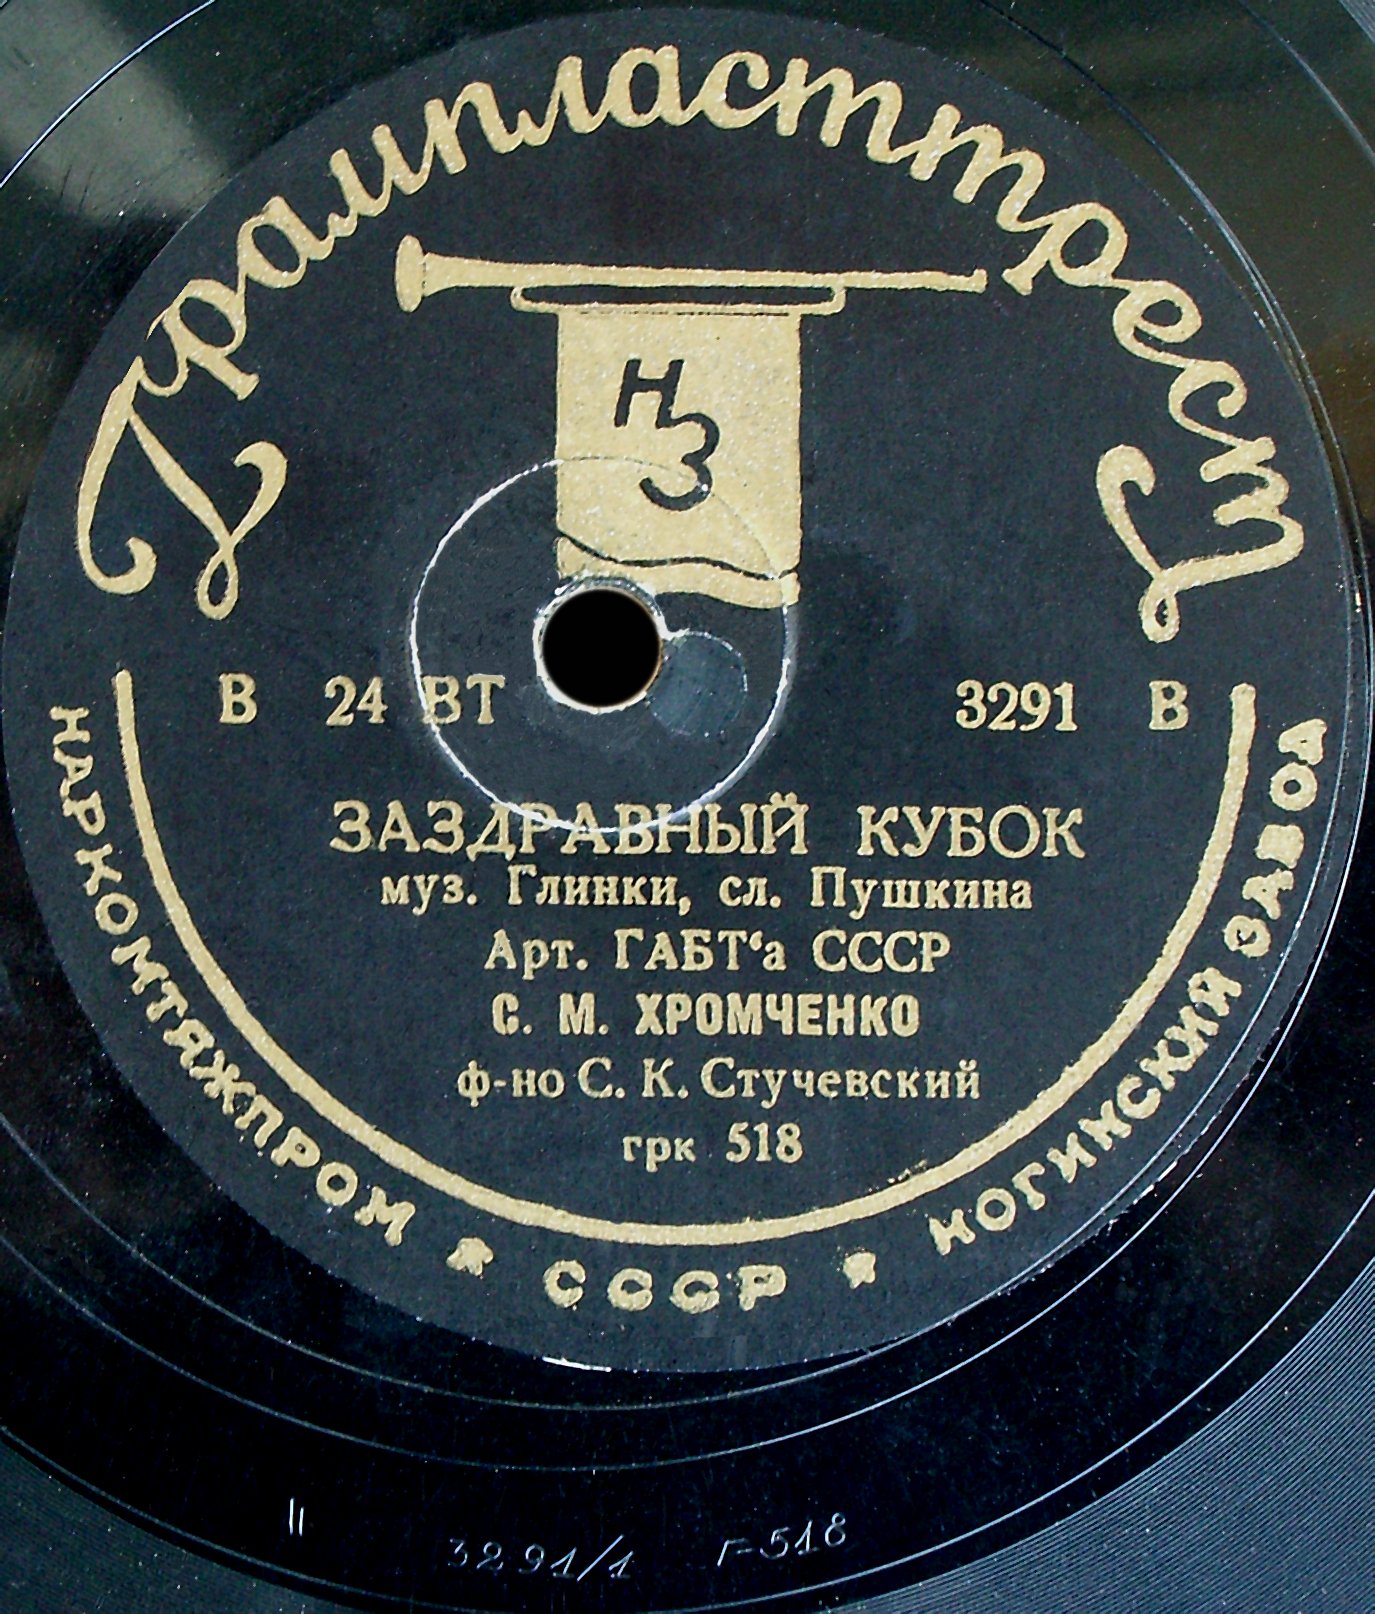 Грампласттрест
НЗ
В 24 ВТ 3291 В
ЗАЗДРАВНЫЙ КУБОК
муз. Глинки, сл. Пушкина
Арт. ГАБТ‘а СССР
С. М. ХРОМЧЕНКО
ф-но С. К. Стучевский
грк 518
НАРКОМТЯЖПРОМ ★ СССР ★ НОГИНСКИЙ ЗАВОД
II 3291/1 Г-518